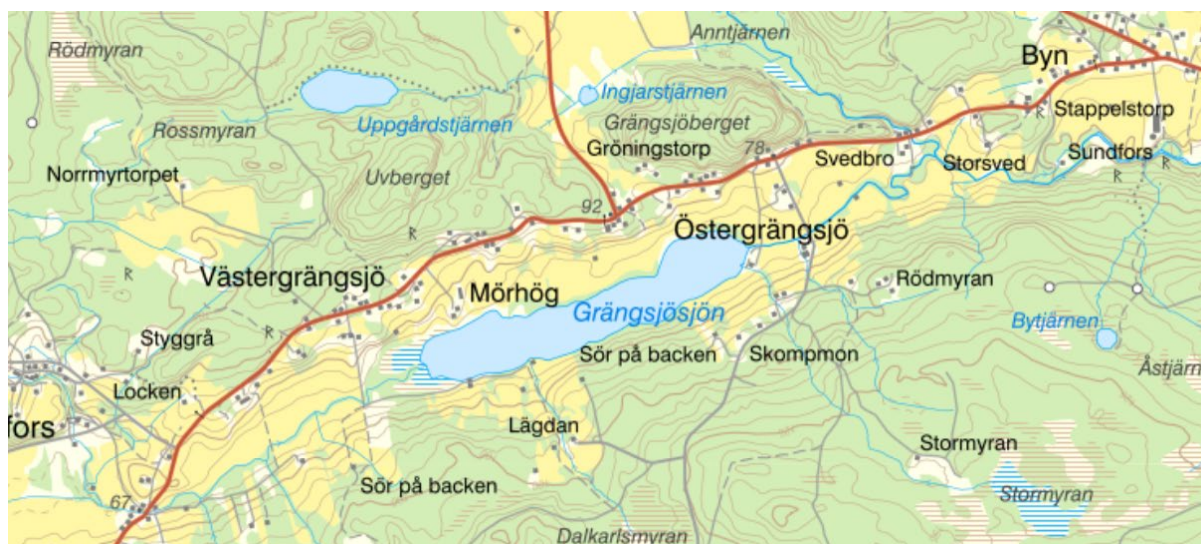 Rödmyran
Anntjärnen
Byn
Ingjarstjärnen
Stappelstorp
Uppgårdstjärnen
Grängsjöberget
Rossmyran
Gröningstorp
78
Svedbro
Storsved
Sundfors
Norrmyrtorpet
Uvberget
92
Östergrängsjö
Västergrängsjö
Mörhög
Rödmyran
Grängsjösjön
Bytjärnen
Styggrå
Sör på backen
Skompmon
Åstjärn
Locken
fors
Lägdan
Stormyran
Sör på backen
Stormyran
67
Dalkarlsmyran
R
R
R
R
R
R